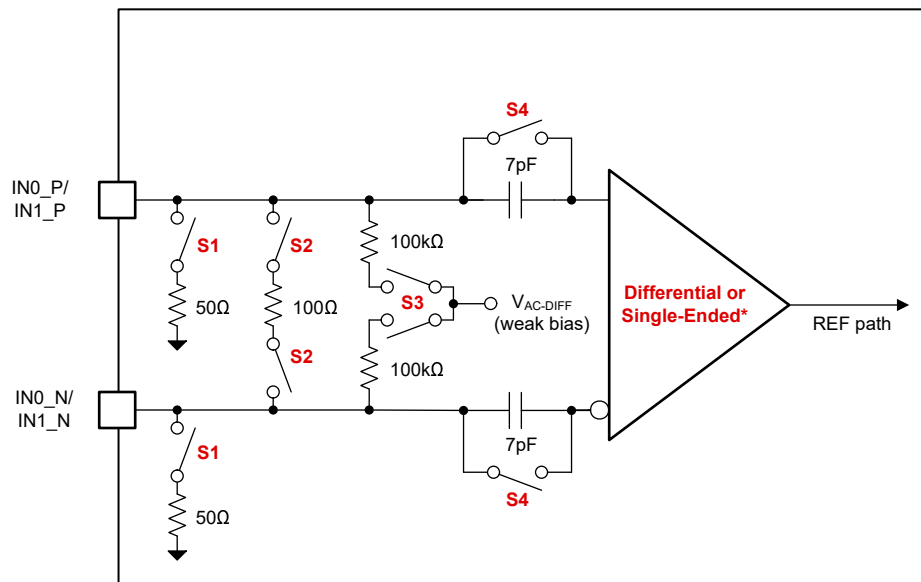 S4
7pF
IN0_P/
IN1_P
S1
50Ω
S2
100Ω
S2
100kΩ
S3
100kΩ
V_AC-DIFF
(weak bias)
Differential or
Single-Ended*
REF path
IN0_N/
IN1_N
S1
50Ω
7pF
S4